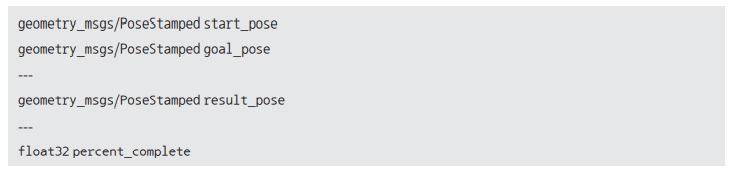 geometry_msgs/PoseStamped start_pose
geometry_msgs/PoseStamped goal_pose
---
geometry_msgs/PoseStamped result_pose
---
float32 percent_complete